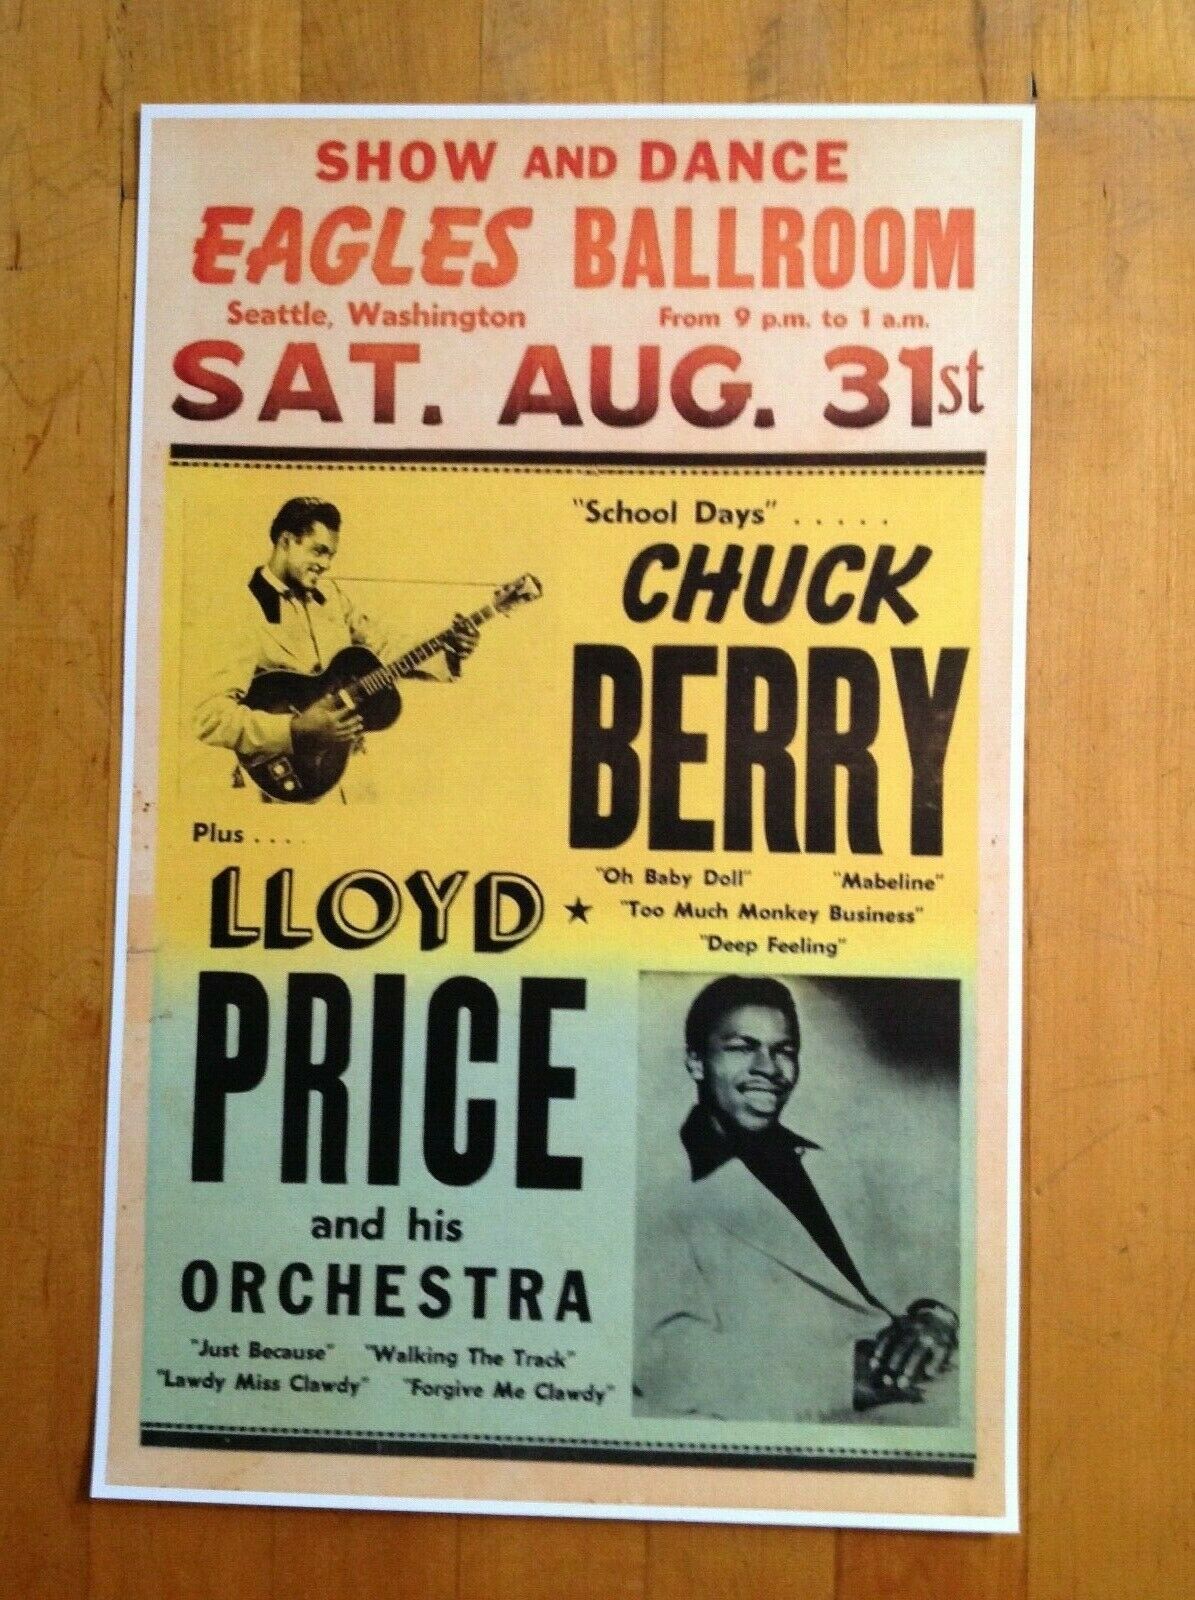 SHOW AND DANCE
EAGLES BALLROOM
Seattle, Washington From 9 p.m. to 1 a.m.
SAT. AUG. 31st
"School Days" . . . . .
CHUCK
BERRY
"Oh Baby Doll" "Mabeline"
"Too Much Monkey Business"
"Deep Feeling"
Plus . . . .
LLOYD
PRICE
and his
ORCHESTRA
"Just Because" "Walking The Track"
"Lawdy Miss Clawdy" "Forgive Me Clawdy"